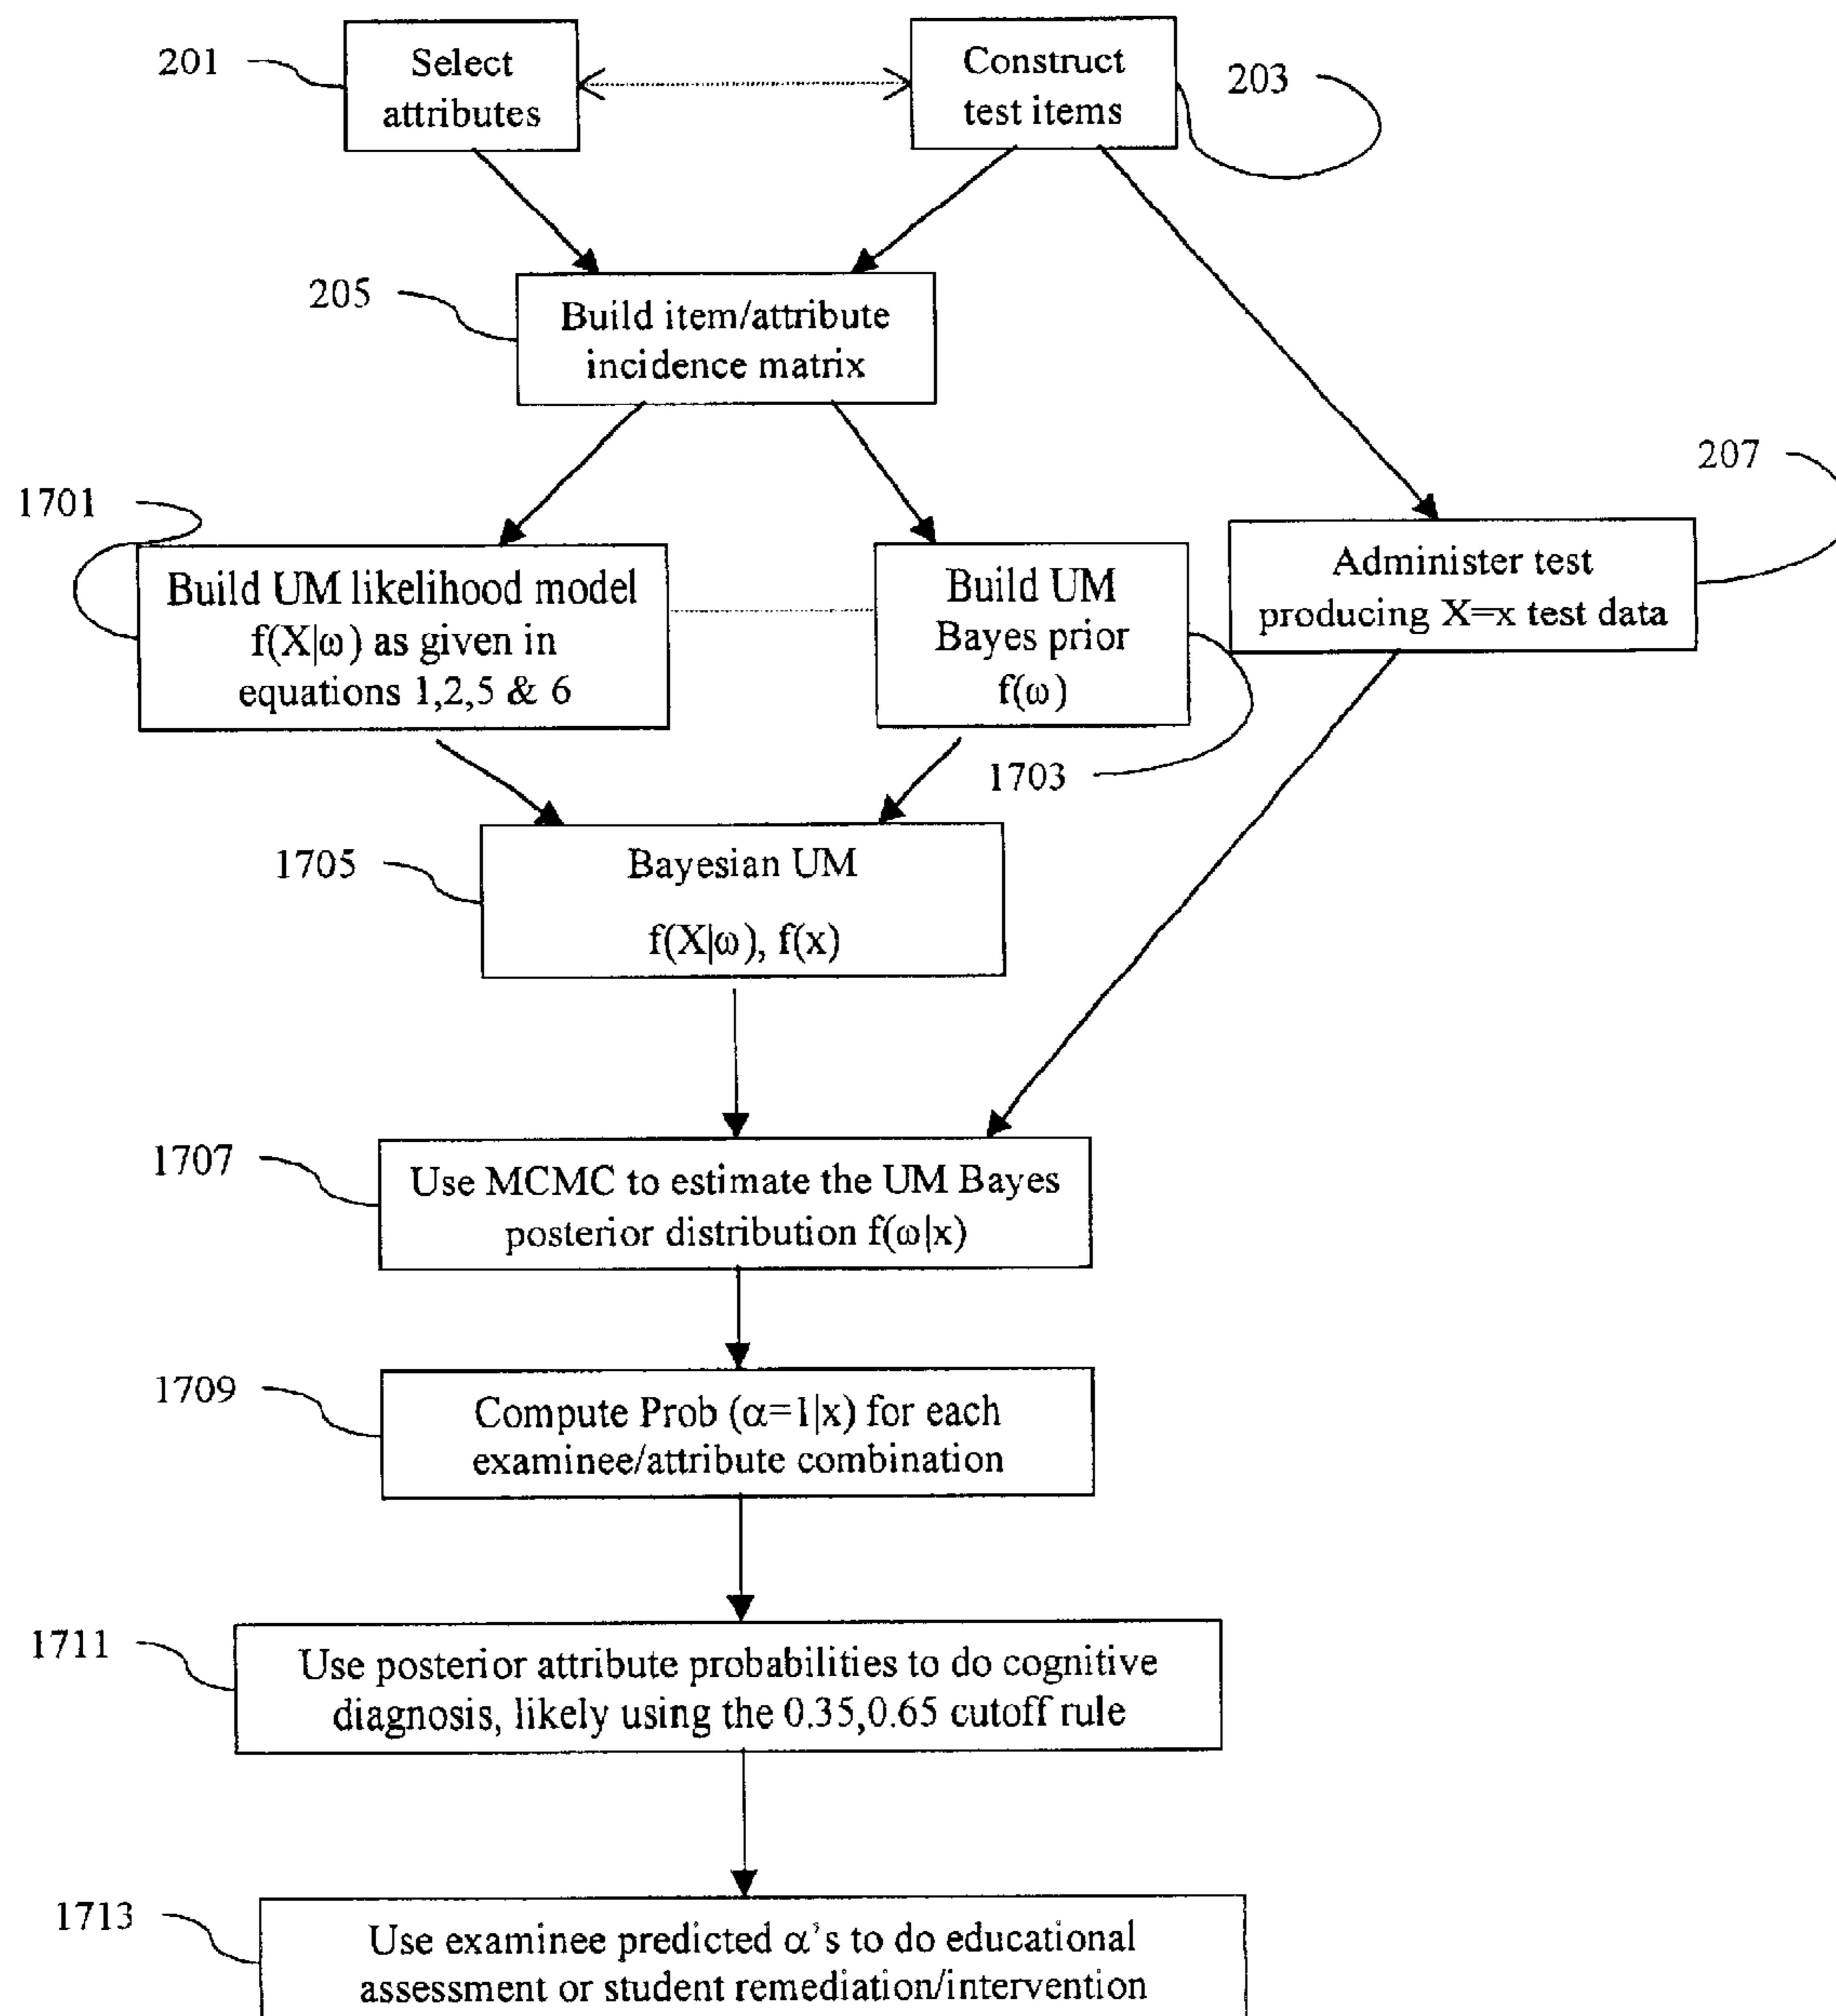 201
Select
attributes
Construct
test items
203
205
Build item/attribute
incidence matrix
207
1701
Build UM likelihood model
f(X|ω) as given in
equations 1,2,5 & 6
Build UM
Bayes prior
f(ω)
Administer test
producing X=x test data
1703
1705
Bayesian UM
f(X|ω), f(x)
1707
Use MCMC to estimate the UM Bayes
posterior distribution f(ω|x)
1709
Compute Prob (α=1|x) for each
examinee/attribute combination
1711
Use posterior attribute probabilities to do cognitive
diagnosis, likely using the 0.35,0.65 cutoff rule
1713
Use examinee predicted α's to do educational
assessment or student remediation/intervention